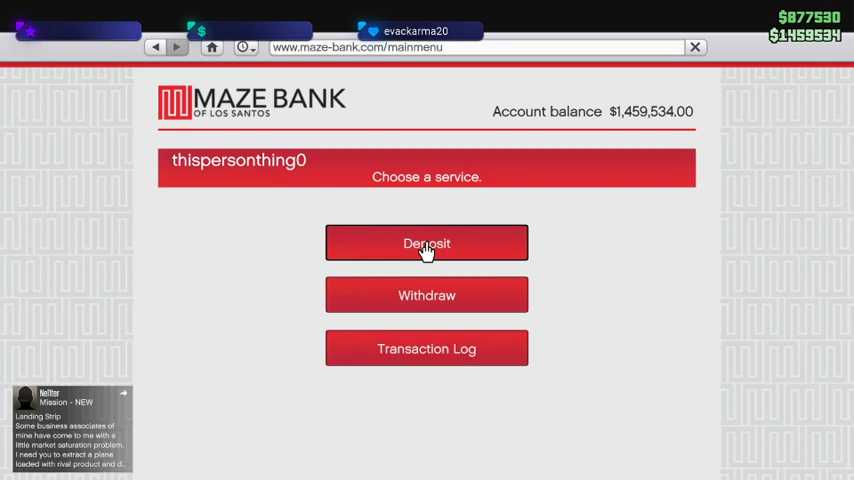 $877530
$1459534
evackarma20
www.maze-bank.com/mainmenu
MAZE BANK
OF LOS SANTOS
Account balance $1,459,534.00
thispersonthing0
Choose a service.
Deposit
Withdraw
Transaction Log
Mission - NEW
Landing Strip
Some business associates of
mine have come to me with a
little market saturation problem.
I need you to extract a plane
loaded with rival product and d...